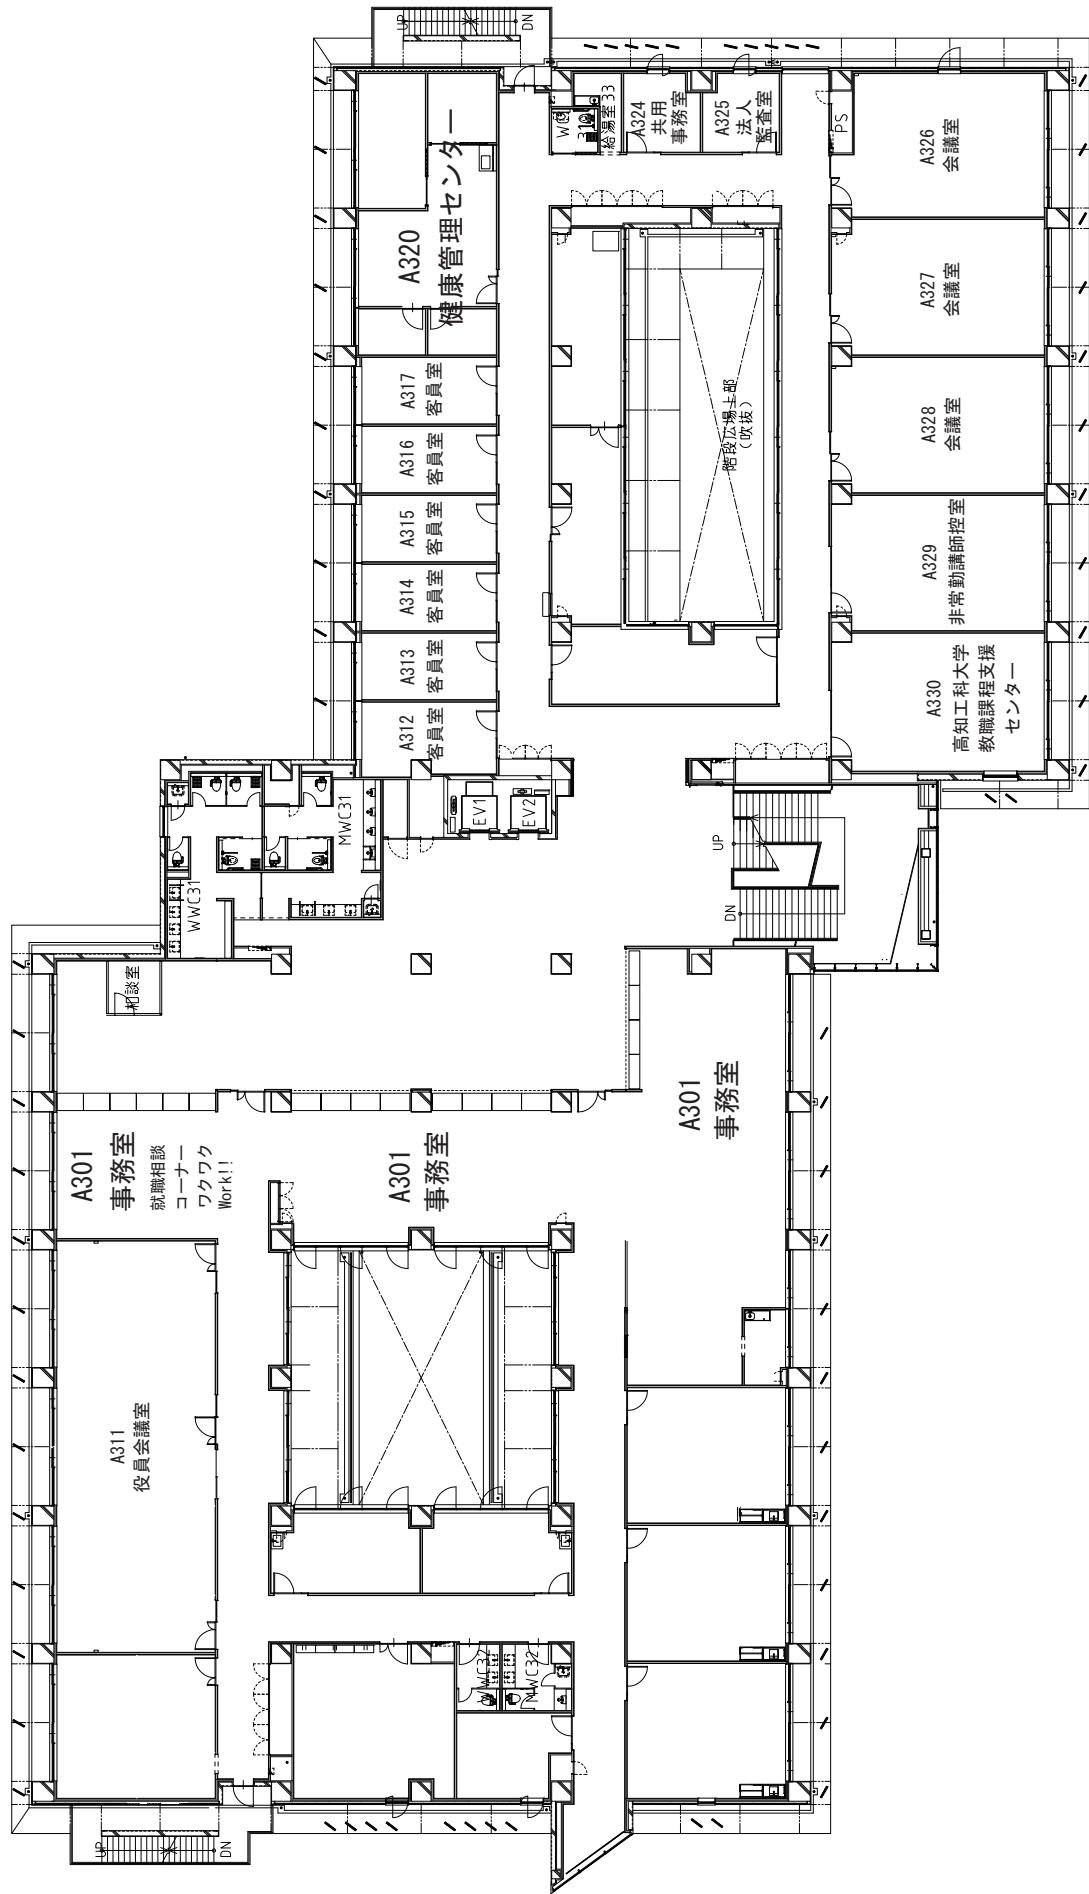 UP
DN
WC
310
給湯室33
A324
共用
事務室
A325
法人
監査室
PS
A326
会議室
A320
健康管理センター
A327
会議室
A317
客員室
階段広場上部
(吹抜)
A316
客員室
A328
会議室
A315
客員室
A314
客員室
A329
非常勤講師控室
A313
客員室
A330
高知工科大学
教職課程支援
センター
A312
客員室
MWC31
EV1
EV2
UP
DN
WWC31
相談室
A301
事務室
就職相談
コーナー
ワクワク
Work!!
A301
事務室
A301
事務室
A311
役員会議室
WWC32
MWC32
UP
DN